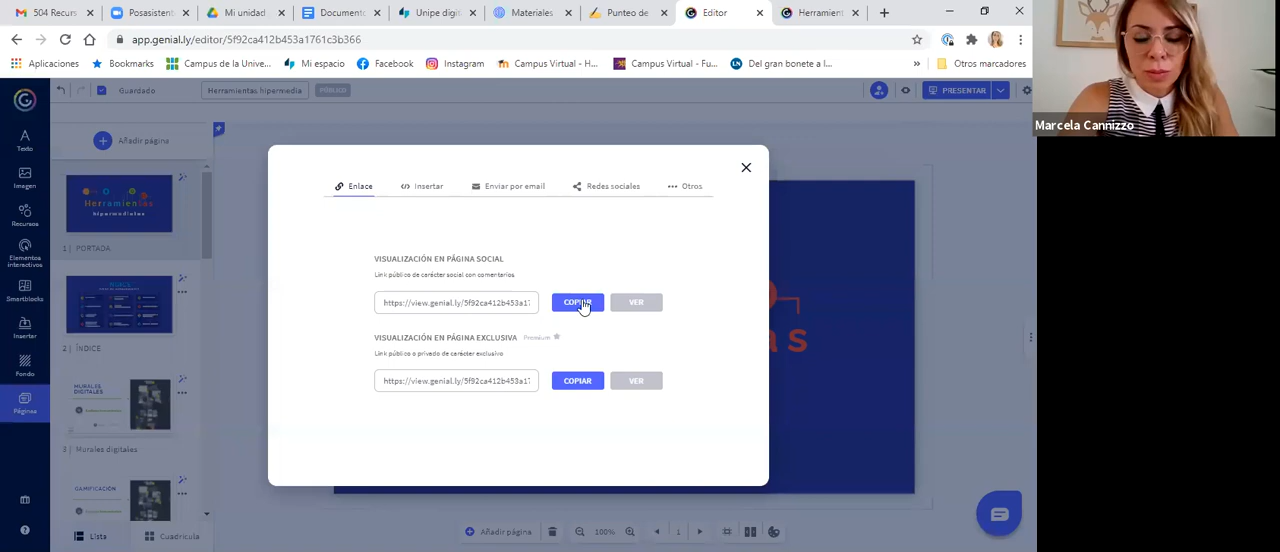 504 Recurs
Posasistent
Mi unidad
Documento
Unipe digit
Materiales
Punteo de
Editor
Herramient
app.genial.ly/editor/5f92ca412b453a1761c3b366
Aplicaciones
Bookmarks
Campus de la Unive...
Mi espacio
Facebook
Instagram
Campus Virtual - H...
Campus Virtual - Fu...
Del gran bonete a l...
»
Otros marcadores
Marcela Cannizzo
Guardado
Herramientas hipermedia
PÚBLICO
PRESENTAR
Texto
Imagen
Recursos
Elementos
interactivos
Smartblocks
Insertar
Fondo
Páginas
Añadir página
Herramientas
hipermediales
1 | PORTADA
ÍNDICE
2 | ÍNDICE
MURALES
DIGITALES
3 | Murales digitales
GAMIFICACIÓN
Lista
Cuadrícula
Enlace
Insertar
Enviar por email
Redes sociales
Otros
VISUALIZACIÓN EN PÁGINA SOCIAL
Link público de carácter social con comentarios
https://view.genial.ly/5f92ca412b453a17
COPIAR
VER
VISUALIZACIÓN EN PÁGINA EXCLUSIVA
Premium
Link público o privado de carácter exclusivo
https://view.genial.ly/5f92ca412b453a17
COPIAR
VER
as
Añadir página
100%
1